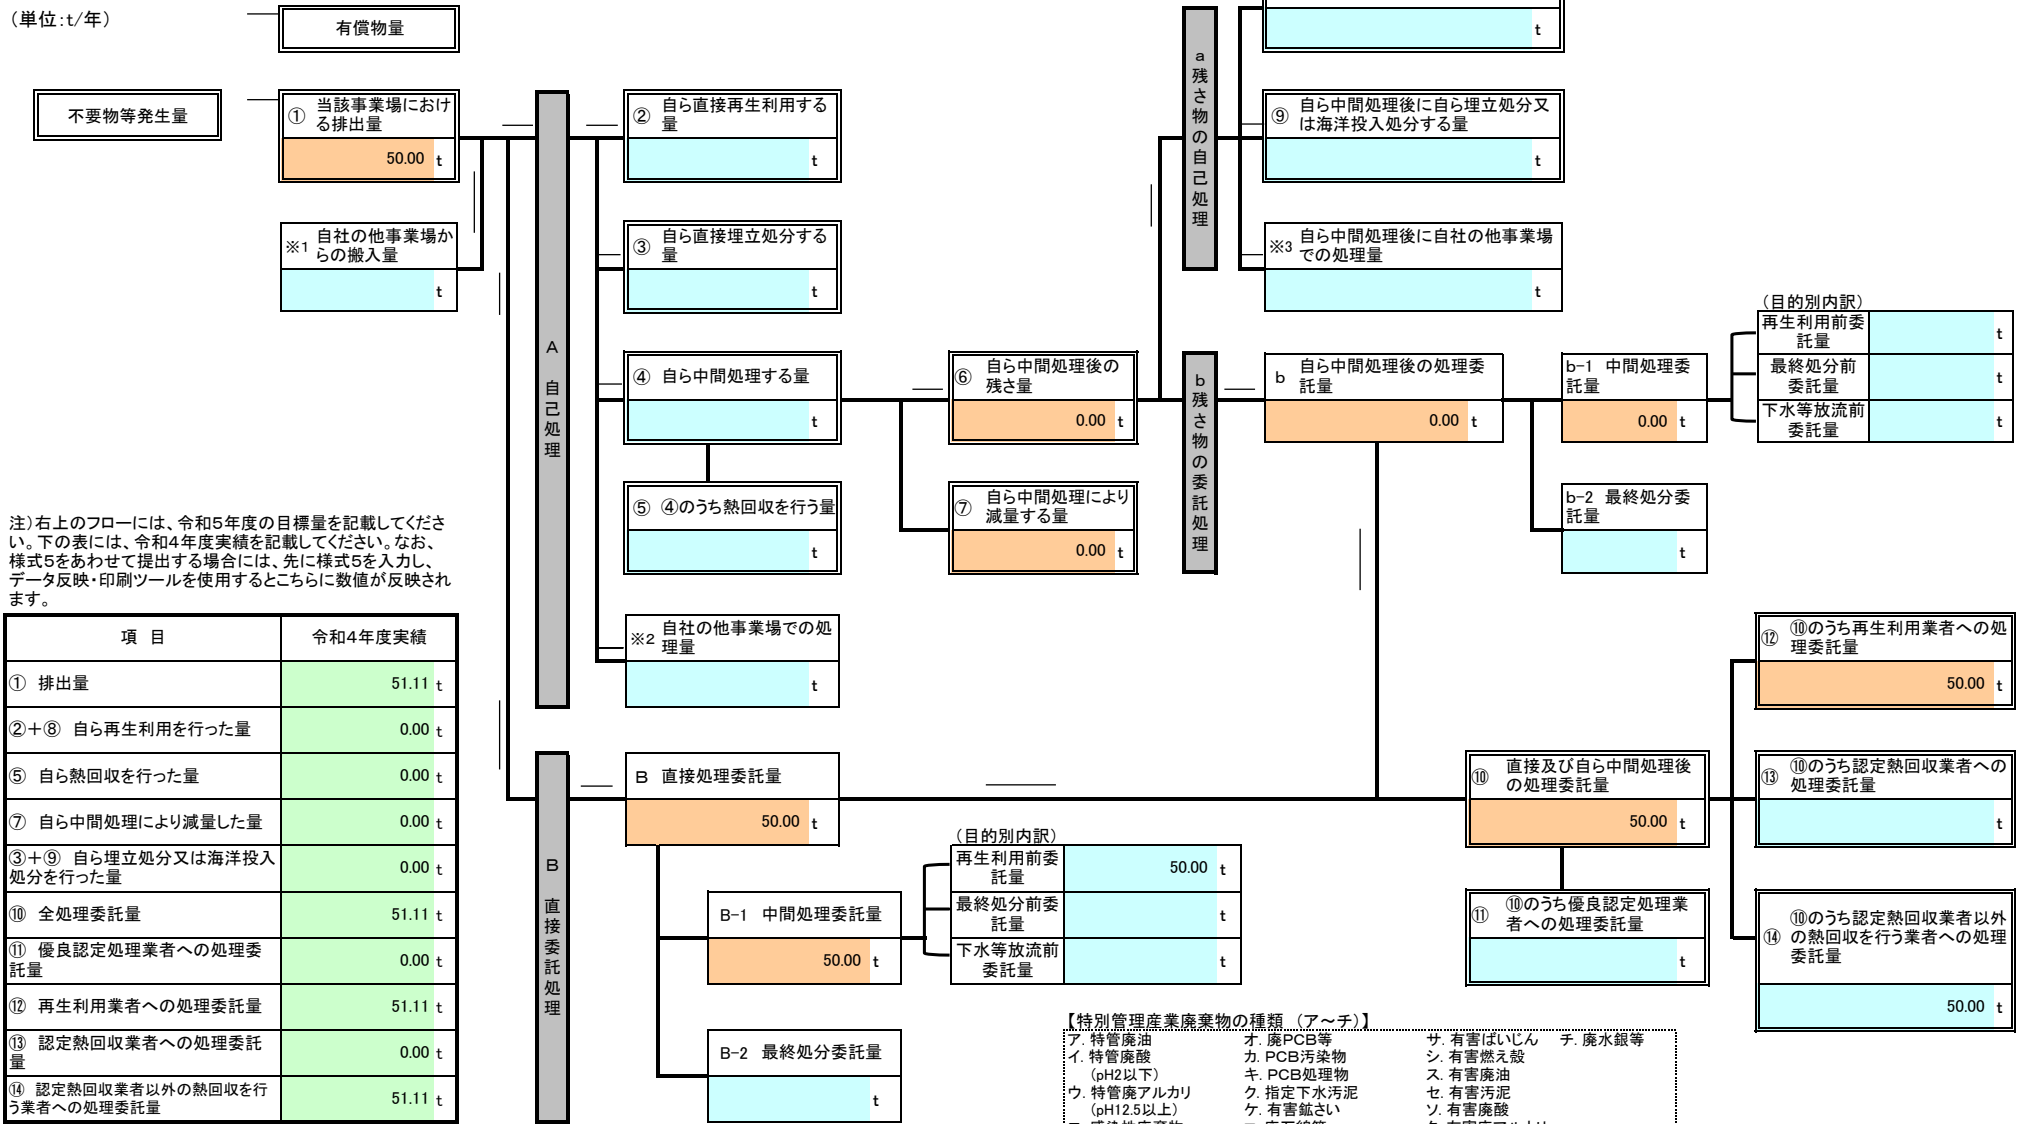 （単位：t/年）
有償物量
t
不要物等発生量
① 当該事業場におけ
る排出量
50.00 t
※1 自社の他事業場か
らの搬入量
t
A 自己処理
② 自ら直接再生利用する
量
t
③ 自ら直接埋立処分する
量
t
④ 自ら中間処理する量
t
⑤ ④のうち熱回収を行う量
t
※2 自社の他事業場での処
理量
t
⑥ 自ら中間処理後の
残さ量
0.00 t
⑦ 自ら中間処理により
減量する量
0.00 t
a 残さ物の自己処理
⑨ 自ら中間処理後に自ら埋立処分又
は海洋投入処分する量
t
※3 自ら中間処理後に自社の他事業場
での処理量
t
b 残さ物の委託処理
b 自ら中間処理後の処理委
託量
0.00 t
b-1 中間処理委
託量
0.00 t
b-2 最終処分委
託量
t
（目的別内訳）
再生利用前委
託量 t
最終処分前
委託量 t
下水等放流前
委託量 t
注）右上のフローには、令和５年度の目標量を記載してくださ
い。下の表には、令和４年度実績を記載してください。なお、
様式５をあわせて提出する場合には、先に様式５を入力し、
データ反映・印刷ツールを使用するとこちらに数値が反映され
ます。
項 目 令和４年度実績
① 排出量 51.11 t
②＋⑧ 自ら再生利用を行った量 0.00 t
⑤ 自ら熱回収を行った量 0.00 t
⑦ 自ら中間処理により減量した量 0.00 t
③＋⑨ 自ら埋立処分又は海洋投入
処分を行った量 0.00 t
⑩ 全処理委託量 51.11 t
⑪ 優良認定処理業者への処理委
託量 0.00 t
⑫ 再生利用業者への処理委託量 51.11 t
⑬ 認定熱回収業者への処理委託
量 0.00 t
⑭ 認定熱回収業者以外の熱回収を行
う業者への処理委託量 51.11 t
B 直接委託処理
B 直接処理委託量
50.00 t
B-1 中間処理委託量
50.00 t
B-2 最終処分委託量
t
（目的別内訳）
再生利用前委
託量 50.00 t
最終処分前委
託量 t
下水等放流前
委託量 t
⑩ 直接及び自ら中間処理後
の処理委託量
50.00 t
⑪ ⑩のうち優良認定処理業
者への処理委託量
t
⑫ ⑩のうち再生利用業者への処
理委託量
50.00 t
⑬ ⑩のうち認定熱回収業者への
処理委託量
t
⑭ ⑩のうち認定熱回収業者以外
の熱回収を行う業者への処理
委託量
50.00 t
【特別管理産業廃棄物の種類 （ア～チ）】
ア．特管廃油 オ．廃PCB等 サ．有害ばいじん チ．廃水銀等
イ．特管廃酸 カ．PCB汚染物 シ．有害燃え殻
（pH2以下） キ．PCB処理物 ス．有害廃油
ウ．特管廃アルカリ ク．指定下水汚泥 セ．有害汚泥
（pH12.5以上） ケ．有害鉱さい ソ．有害廃酸